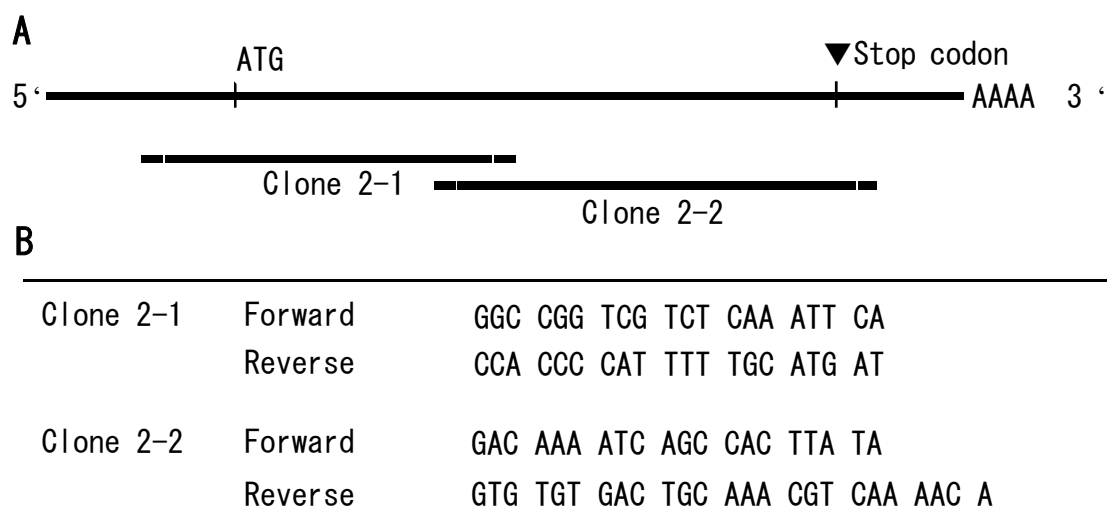 A
ATG
▼Stop codon
5‘ AAAA 3 ‘
Clone 2-1
Clone 2-2
B
Clone 2-1 Forward GGC CGG TCG TCT CAA ATT CA
Reverse CCA CCC CAT TTT TGC ATG AT
Clone 2-2 Forward GAC AAA ATC AGC CAC TTA TA
Reverse GTG TGT GAC TGC AAA CGT CAA AAC A